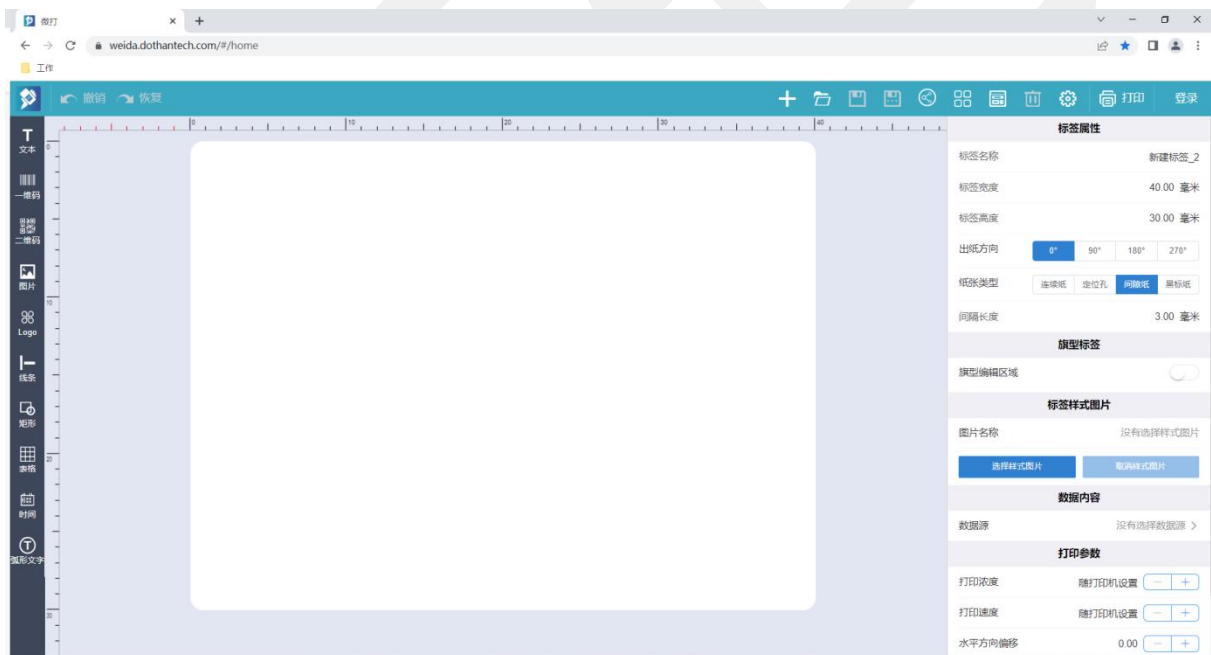 微打
weida.dothantech.com/#/home
工作
撤销 恢复 打印 登录
0 10 20 30 40
0
10
20
30
文本
一维码
二维码
图片
Logo
线条
矩形
表格
时间
弧形文字
标签属性
标签名称 新建标签_2
标签宽度 40.00 毫米
标签高度 30.00 毫米
出纸方向 0° 90° 180° 270°
纸张类型 连续纸 定位孔 间隙纸 黑标纸
间隔长度 3.00 毫米
旗型标签
旗型编辑区域
标签样式图片
图片名称 没有选择样式图片
选择样式图片 取消样式图片
数据内容
数据源 没有选择数据源
打印参数
打印浓度 随打印机设置
打印速度 随打印机设置
水平方向偏移 0.00